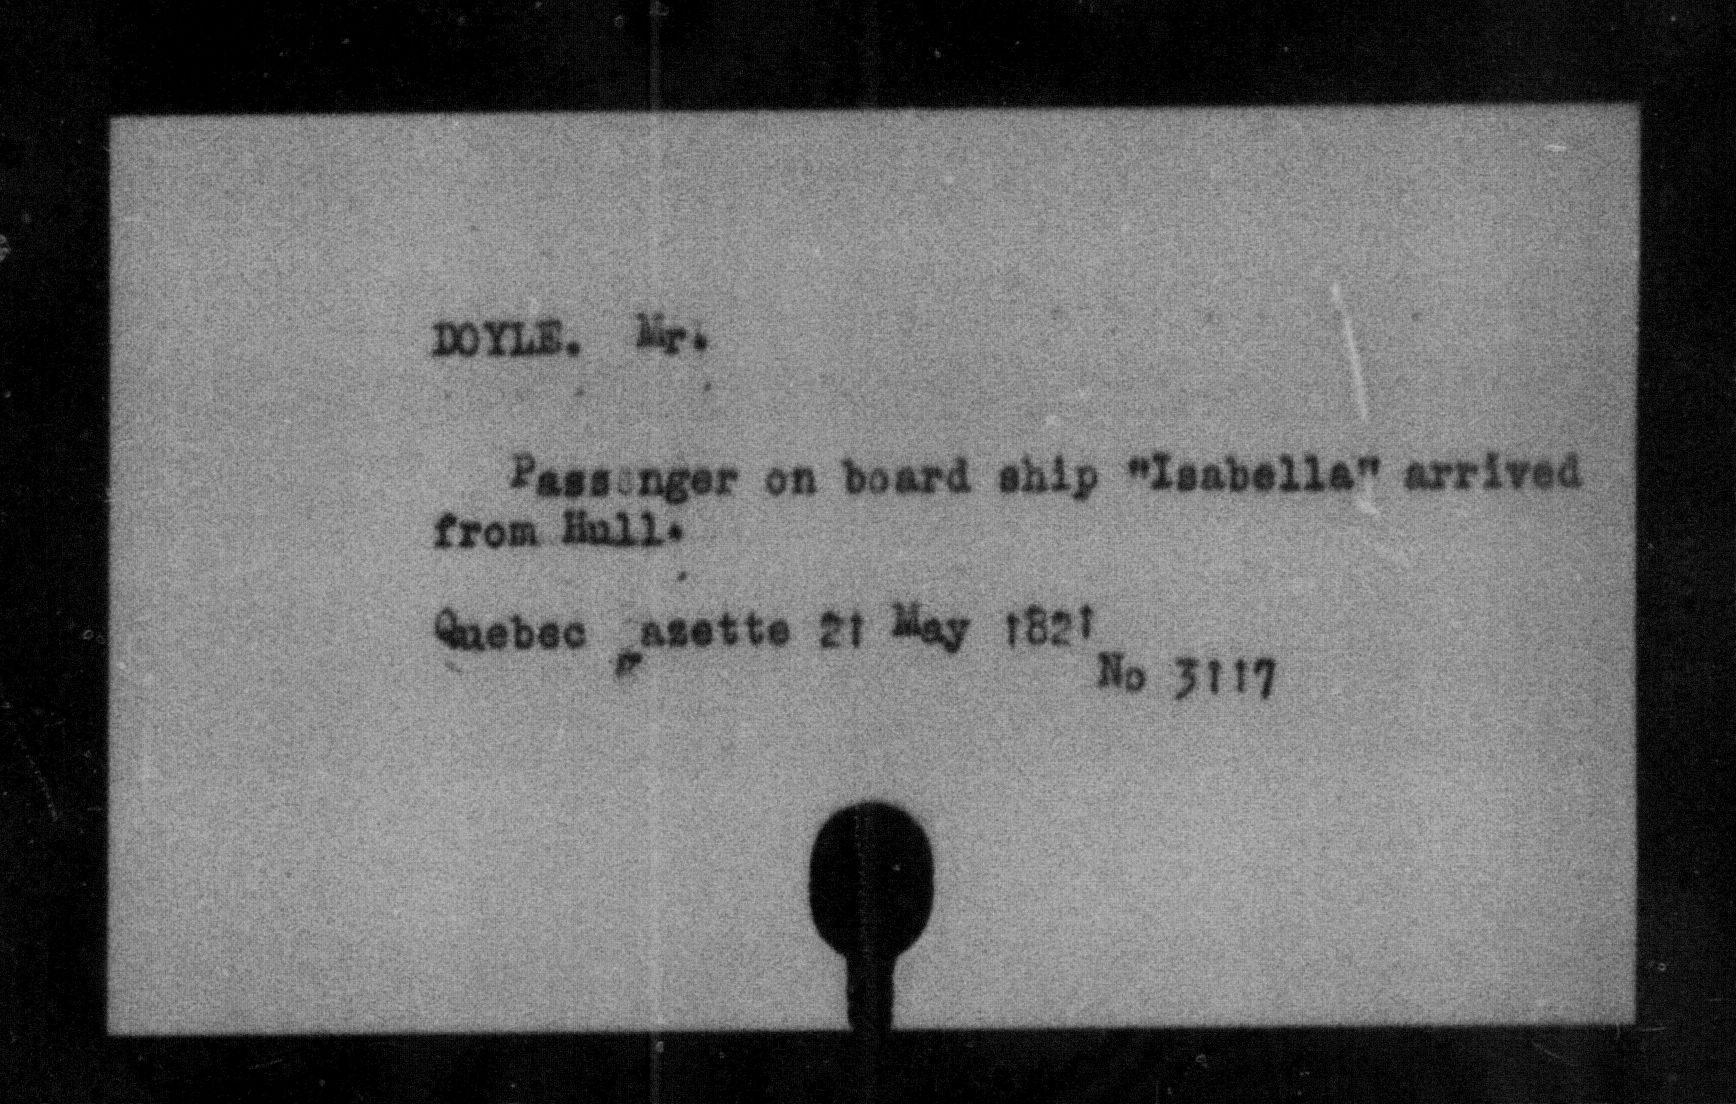 DOYLE. Mr.
Passenger on board ship "Isabella" arrived
from Hull.
Quebec Gazette 21 May 1821
No 3117